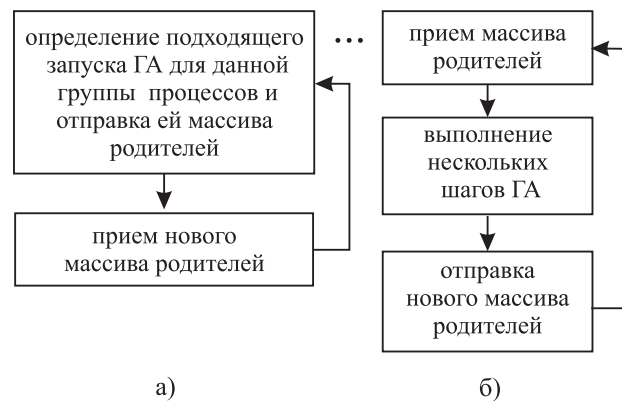 определение подходящего
запуска ГА для данной
группы процессов и
отправка ей массива
родителей
прием нового
массива родителей
а)
...
прием массива
родителей
выполнение
нескольких
шагов ГА
отправка
нового массива
родителей
б)